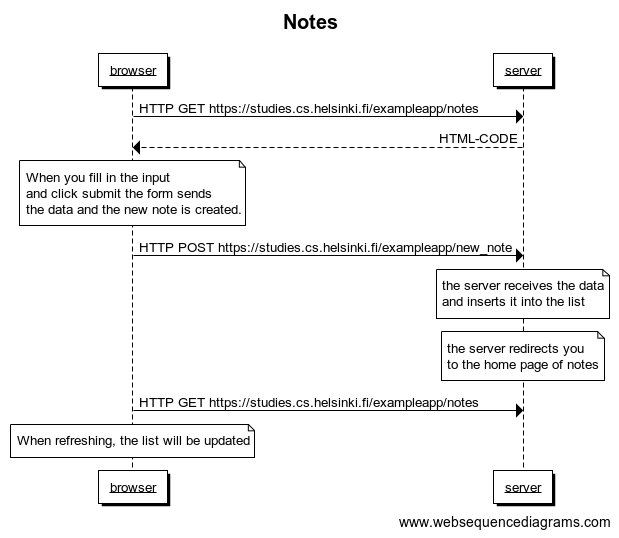 Notes
browser
server
HTTP GET https://studies.cs.helsinki.fi/exampleapp/notes
HTML-CODE
When you fill in the input
and click submit the form sends
the data and the new note is created.
HTTP POST https://studies.cs.helsinki.fi/exampleapp/new_note
the server receives the data
and inserts it into the list
the server redirects you
to the home page of notes
HTTP GET https://studies.cs.helsinki.fi/exampleapp/notes
When refreshing, the list will be updated
browser
server
www.websequencediagrams.com